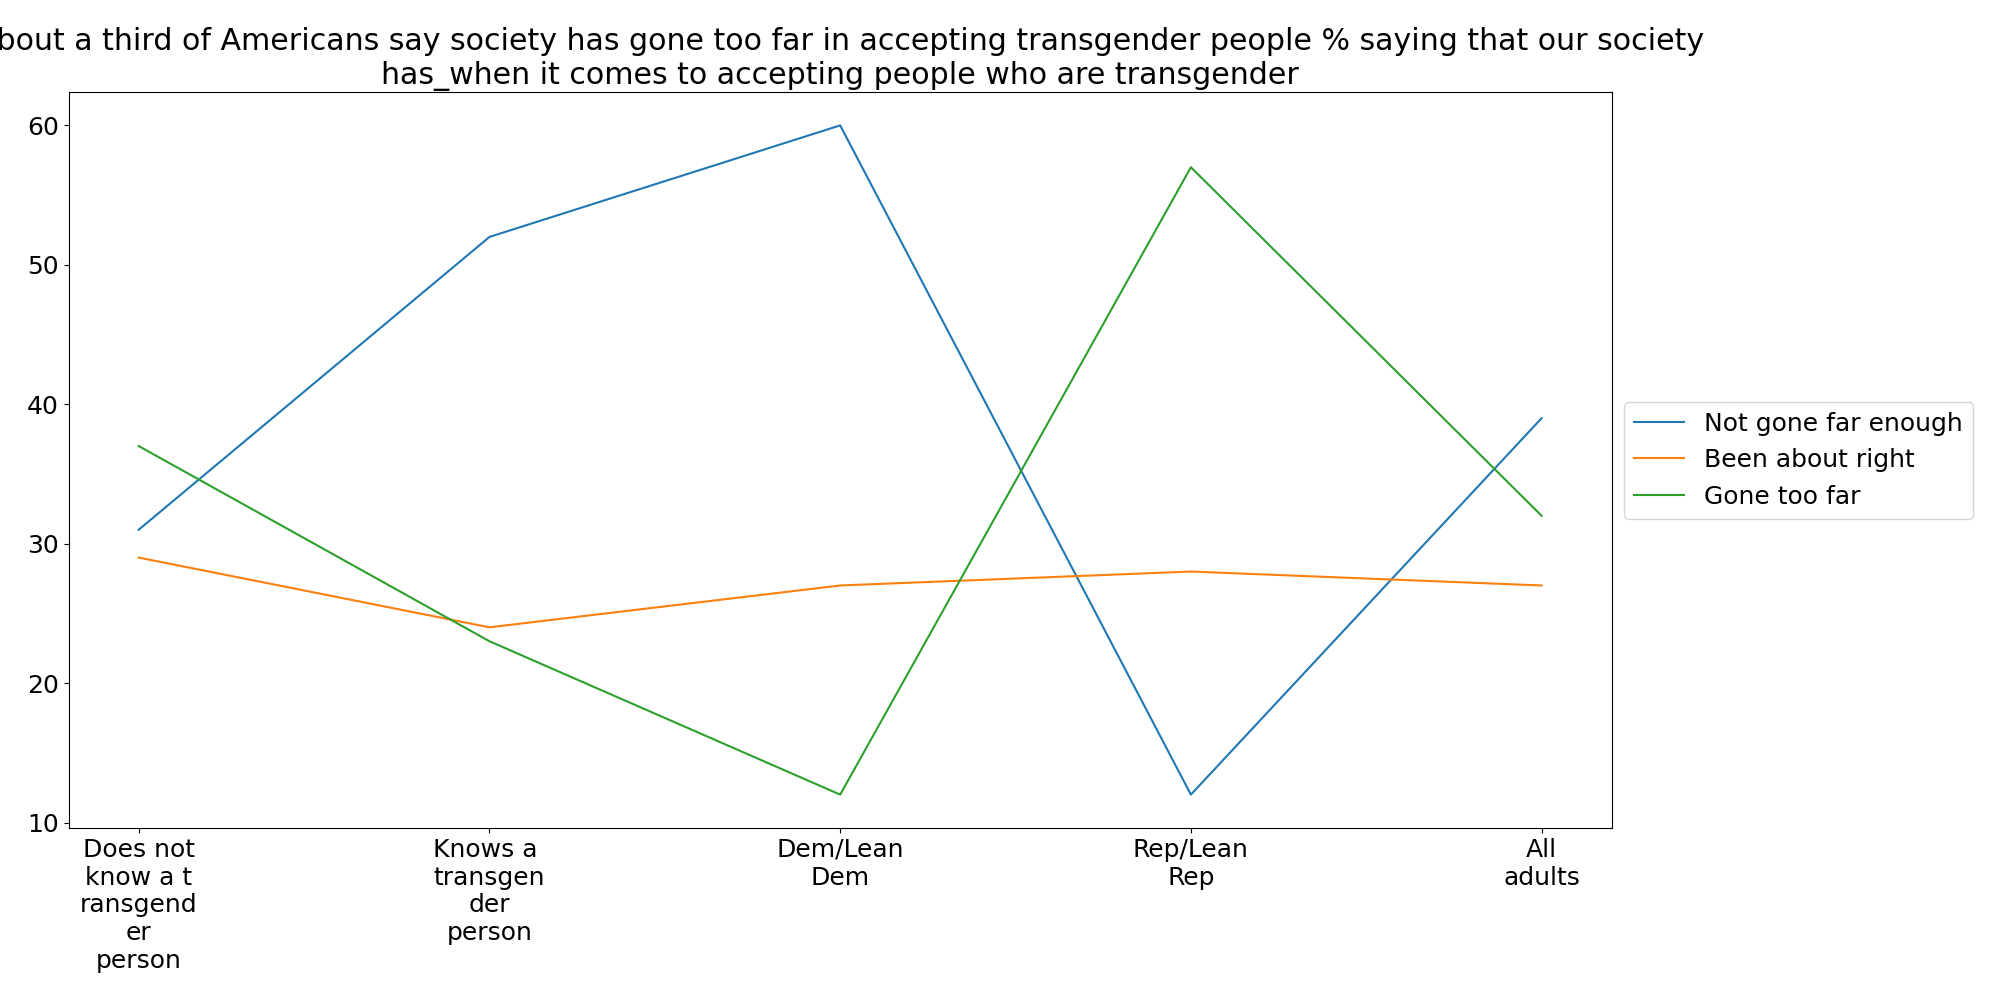 bout a third of Americans say society has gone too far in accepting transgender people % saying that our society
has_when it comes to accepting people who are transgender
60
50
40
30
20
10
Does not
know a t
ransgend
er
person
Knows a
transgen
der
person
Dem/Lean
Dem
Rep/Lean
Rep
All
adults
Not gone far enough
Been about right
Gone too far